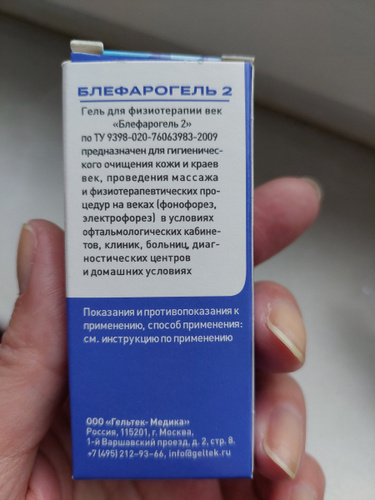 БЛЕФАРОГЕЛЬ 2
Гель для физиотерапии век
«Блефарогель 2»
по ТУ 9398-020-76063983-2009
предназначен для гигиеничес-
кого очищения кожи и краев
век, проведения массажа
и физиотерапевтических про-
цедур на веках (фонофорез,
электрофорез) в условиях
офтальмологических кабине-
тов, клиник, больниц, диаг-
ностических центров
и домашних условиях
Показания и противопоказания к
применению, способ применения:
см. инструкцию по применению
ООО «Гельтек-Медика»
Россия, 115201, г. Москва,
1-й Варшавский проезд, д. 2, стр. 8.
+7 (495) 212-93-66, info@geltek.ru